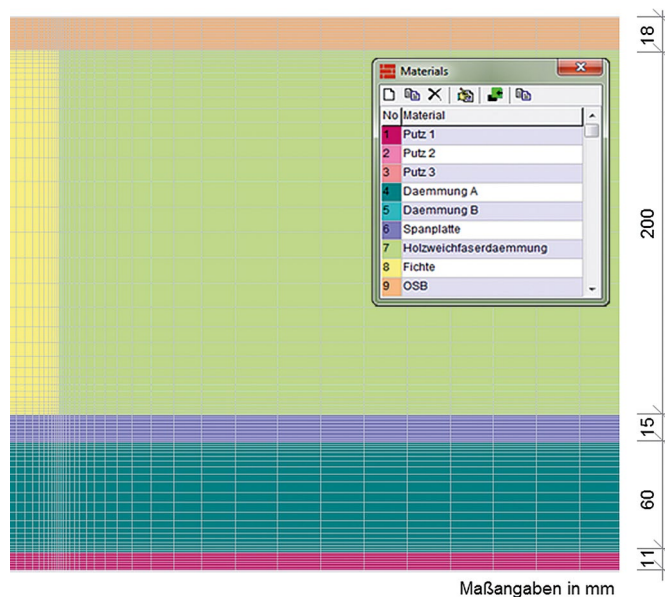 18
Materials
No Material
1 Putz 1
2 Putz 2
3 Putz 3
4 Daemmung A
5 Daemmung B
6 Spanplatte
7 Holzweichfaserdaemmung
8 Fichte
9 OSB
200
15
60
11
Maßangaben in mm